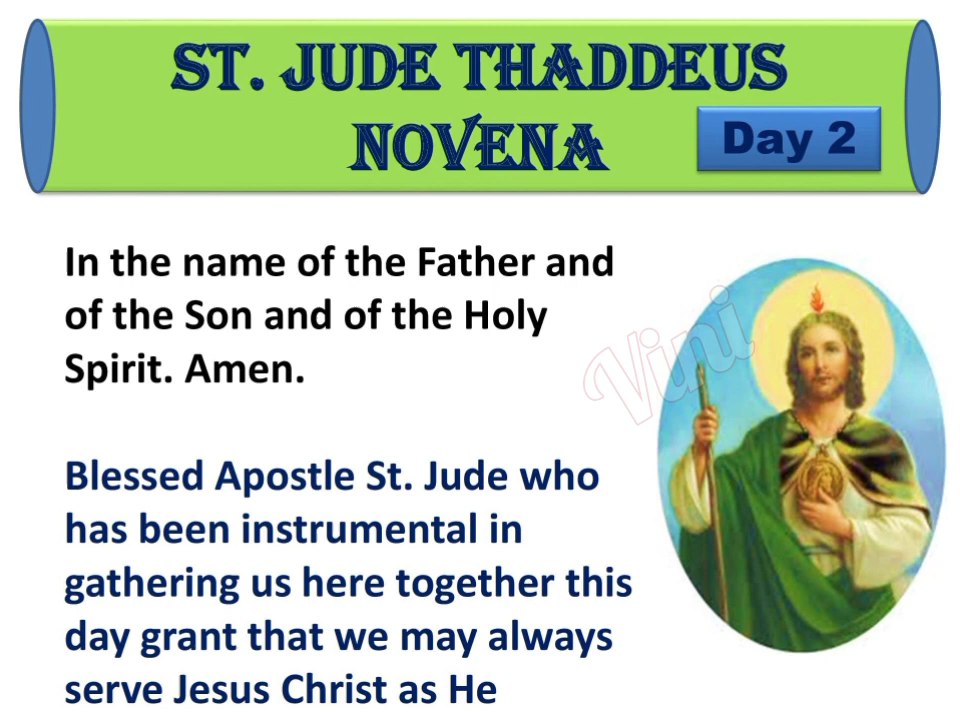 ST. JUDE THADDEUS
NOVENA
Day 2
In the name of the Father and
of the Son and of the Holy
Spirit. Amen.
Vini
Blessed Apostle St. Jude who
has been instrumental in
gathering us here together this
day grant that we may always
serve Jesus Christ as He